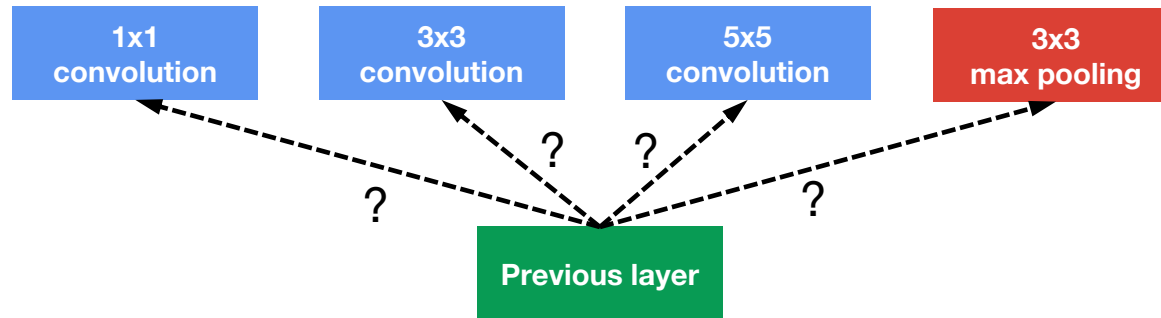 1x1
convolution
3x3
convolution
5x5
convolution
3x3
max pooling
?
?
?
?
Previous layer